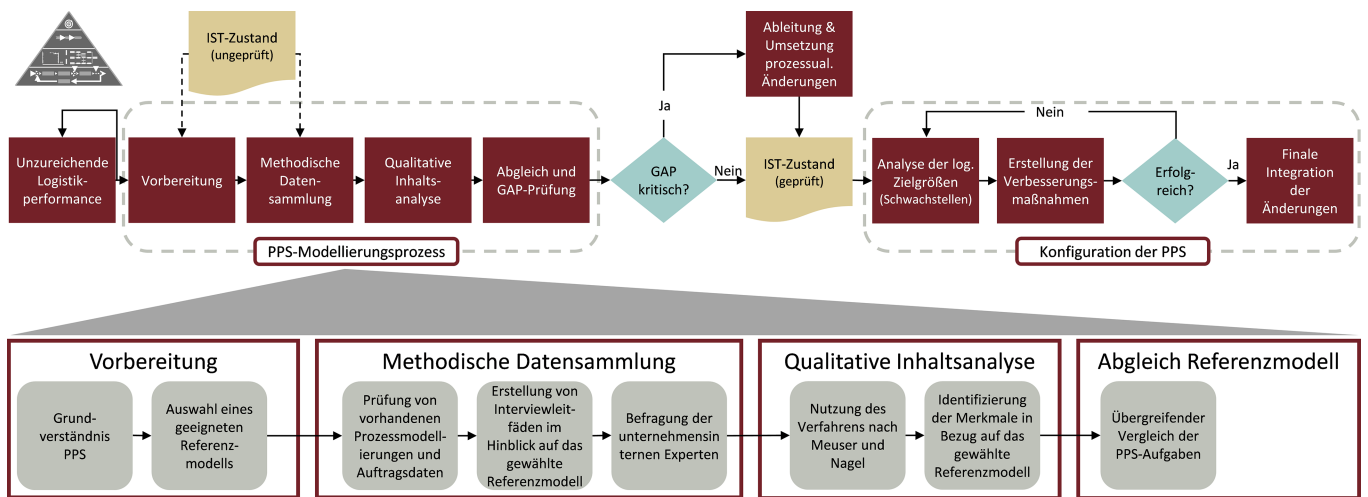 IST-Zustand
(ungeprüft)
Ableitung &
Umsetzung
prozessual.
Änderungen
Ja
Nein
Unzureichende
Logistik-
performance
Vorbereitung
Methodische
Daten-
sammlung
Qualitative
Inhalts-
analyse
Abgleich und
GAP-Prüfung
GAP
kritisch?
Nein
IST-Zustand
(geprüft)
Analyse der log.
Zielgrößen
(Schwachstellen)
Erstellung der
Verbesserungs-
maßnahmen
Erfolg-
reich?
Ja
Finale
Integration
der
Änderungen
PPS-Modellierungsprozess
Konfiguration der PPS
Vorbereitung
Grund-
verständnis
PPS
Auswahl eines
geeigneten
Referenz-
modells
Methodische Datensammlung
Prüfung von
vorhandenen
Prozessmodell-
ierungen und
Auftragsdaten
Erstellung von
Interviewleit-
fäden im
Hinblick auf das
gewählte
Referenzmodell
Befragung der
unternehmensin
ternen Experten
Qualitative Inhaltsanalyse
Nutzung des
Verfahrens nach
Meuser und
Nagel
Identifizierung
der Merkmale in
Bezug auf das
gewählte
Referenzmodell
Abgleich Referenzmodell
Übergreifender
Vergleich der
PPS-Aufgaben